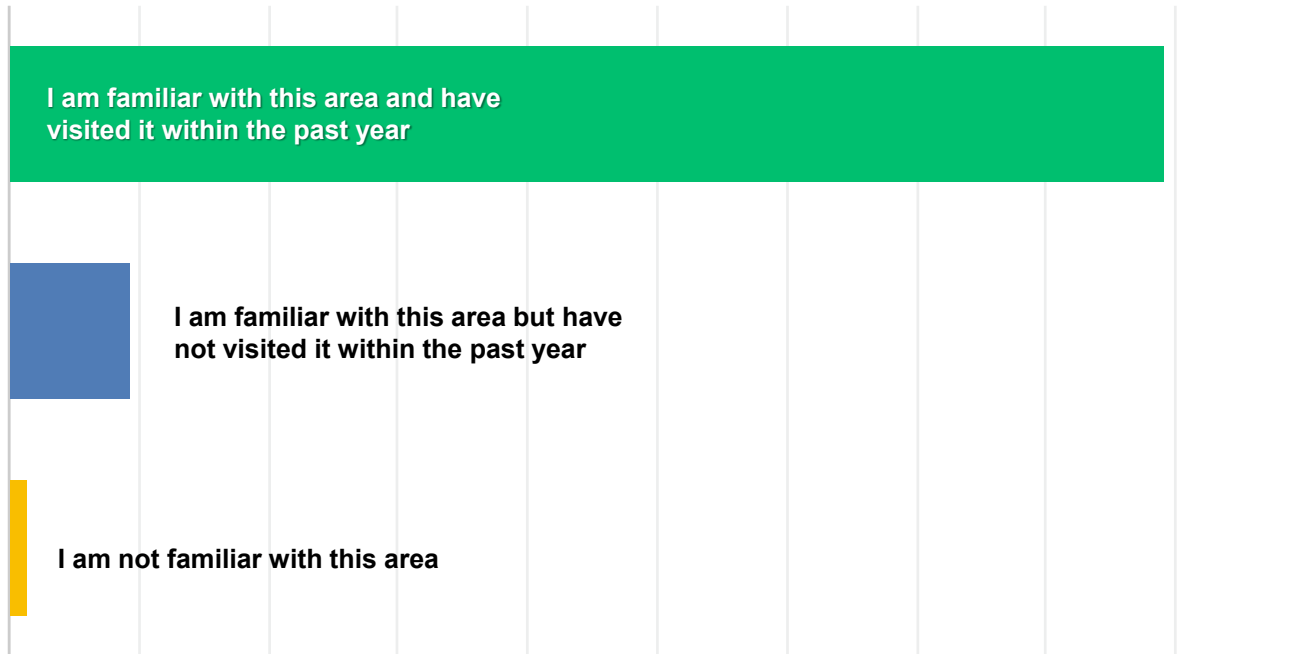 I am familiar with this area and have
visited it within the past year
I am familiar with this area but have
not visited it within the past year
I am not familiar with this area